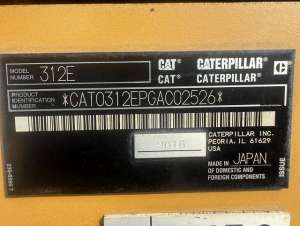 CAT CATERPILLAR
MODEL NUMBER 312E
CAT CATERPILLAR
PRODUCT IDENTIFICATION NUMBER *CAT0312EPGAC02526*
CATERPILLAR INC.
PEORIA, IL 61629
USA
MADE IN JAPAN
OF DOMESTIC AND
FOREIGN COMPONENTS
ISSUE